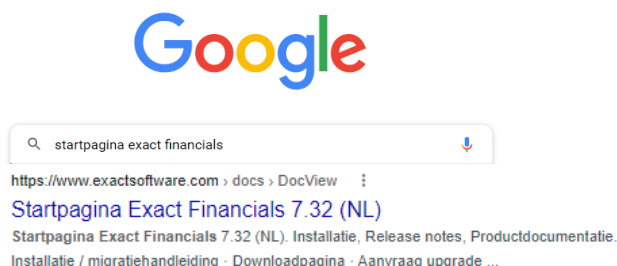 Google
startpagina exact financials
https://www.exactsoftware.com › docs › DocView
Startpagina Exact Financials 7.32 (NL)
Startpagina Exact Financials 7.32 (NL). Installatie, Release notes, Productdocumentatie.
Installatie / migratiehandleiding · Downloadpagina · Aanvraag upgrade ...